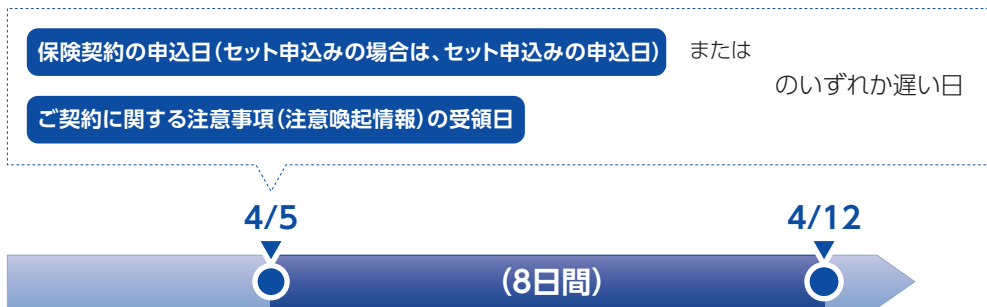 保険契約の申込日(セット申込みの場合は、セット申込みの申込日)
または
のいずれか遅い日
ご契約に関する注意事項(注意喚起情報)の受領日
4/5
4/12
(8日間)